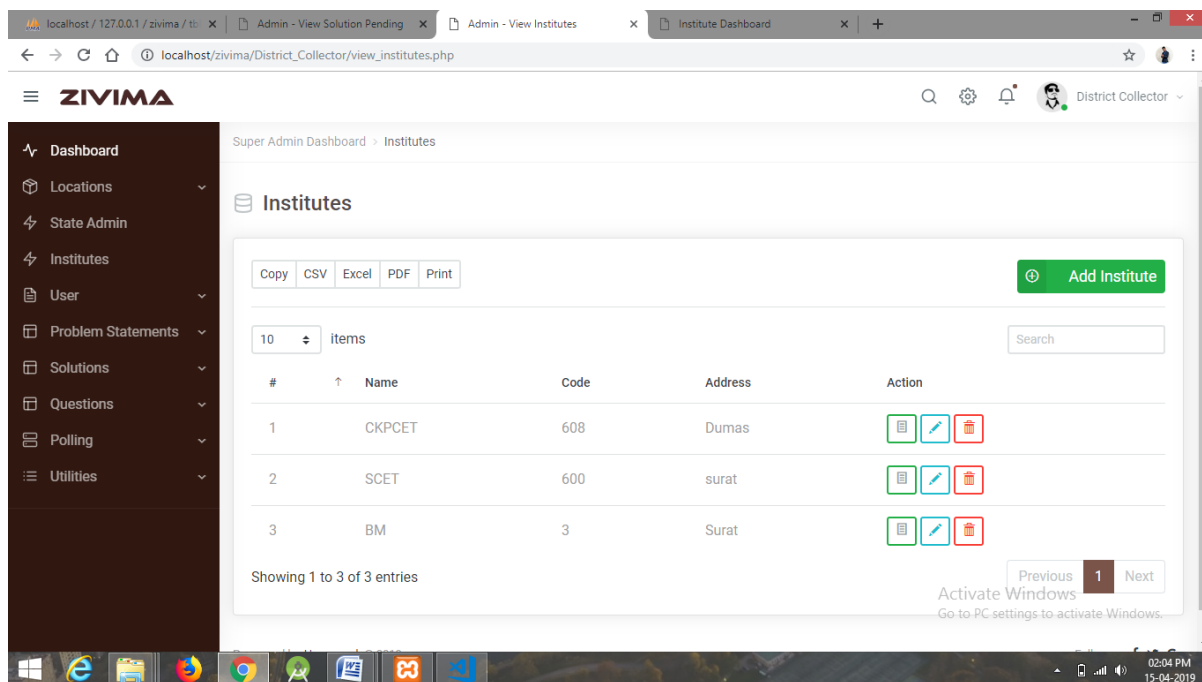 localhost / 127.0.0.1 / zivima / tb
Admin - View Solution Pending
Admin - View Institutes
Institute Dashboard
localhost/zivima/District_Collector/view_institutes.php
ZIVIMA
District Collector
Dashboard
Locations
State Admin
Institutes
User
Problem Statements
Solutions
Questions
Polling
Utilities
Super Admin Dashboard > Institutes
Institutes
Copy CSV Excel PDF Print
Add Institute
10 items
Search
# Name Code Address Action
1 CKPCET 608 Dumas
2 SCET 600 surat
3 BM 3 Surat
Showing 1 to 3 of 3 entries
Previous 1 Next
Activate Windows
Go to PC settings to activate Windows.
02:04 PM
15-04-2019